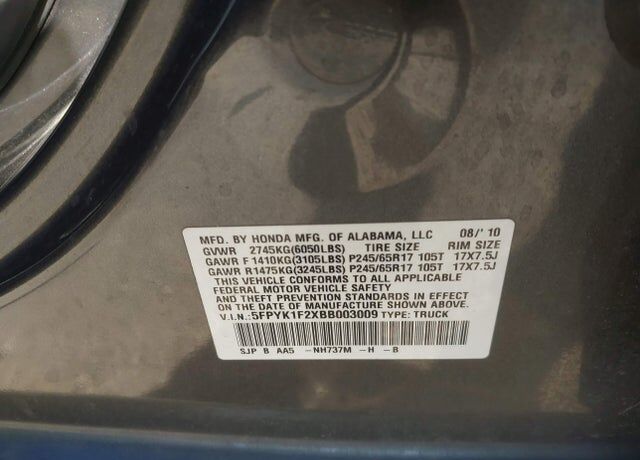 MFD. BY HONDA MFG. OF ALABAMA, LLC 08/'10
GVWR 2745KG(6050LBS) TIRE SIZE RIM SIZE
GAWR F 1410KG(3105LBS) P245/65R17 105T 17X7.5J
GAWR R1475KG(3245LBS) P245/65R17 105T 17X7.5J
THIS VEHICLE CONFORMS TO ALL APPLICABLE
FEDERAL MOTOR VEHICLE SAFETY
AND THEFT PREVENTION STANDARDS IN EFFECT
ON THE DATE OF MANUFACTURE SHOWN ABOVE.
V.I.N.:5FPYK1F2XBB003009 TYPE: TRUCK
SJP B AA5 -NH737M -H -B